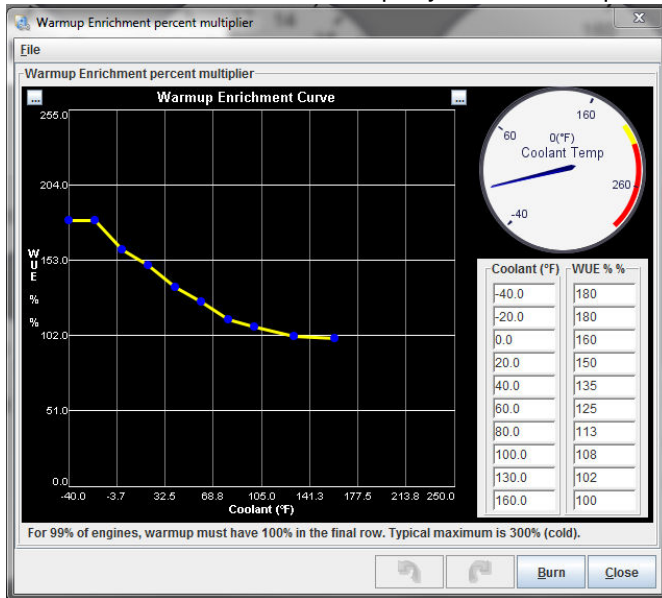 Warmup Enrichment percent multiplier
X
File
Warmup Enrichment percent multiplier
... Warmup Enrichment Curve ...
255.0
204.0
153.0
102.0
51.0
0.0
WUE % %
-40.0 -3.7 32.5 68.8 105.0 141.3 177.5 213.8 250.0
Coolant (°F)
160
60
0(°F)
Coolant Temp
260
-40
Coolant (°F) WUE % %
-40.0 180
-20.0 180
0.0 160
20.0 150
40.0 135
60.0 125
80.0 113
100.0 108
130.0 102
160.0 100
For 99% of engines, warmup must have 100% in the final row. Typical maximum is 300% (cold).
Burn Close